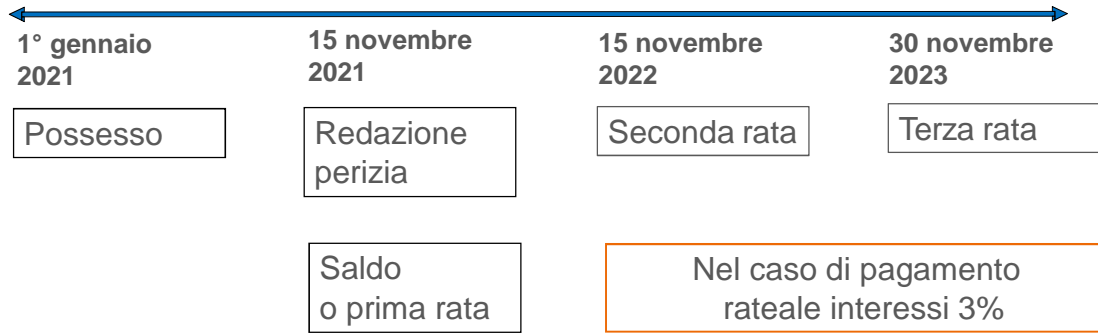 1° gennaio
2021
15 novembre
2021
15 novembre
2022
30 novembre
2023
Possesso
Redazione
perizia
Seconda rata
Terza rata
Saldo
o prima rata
Nel caso di pagamento
rateale interessi 3%